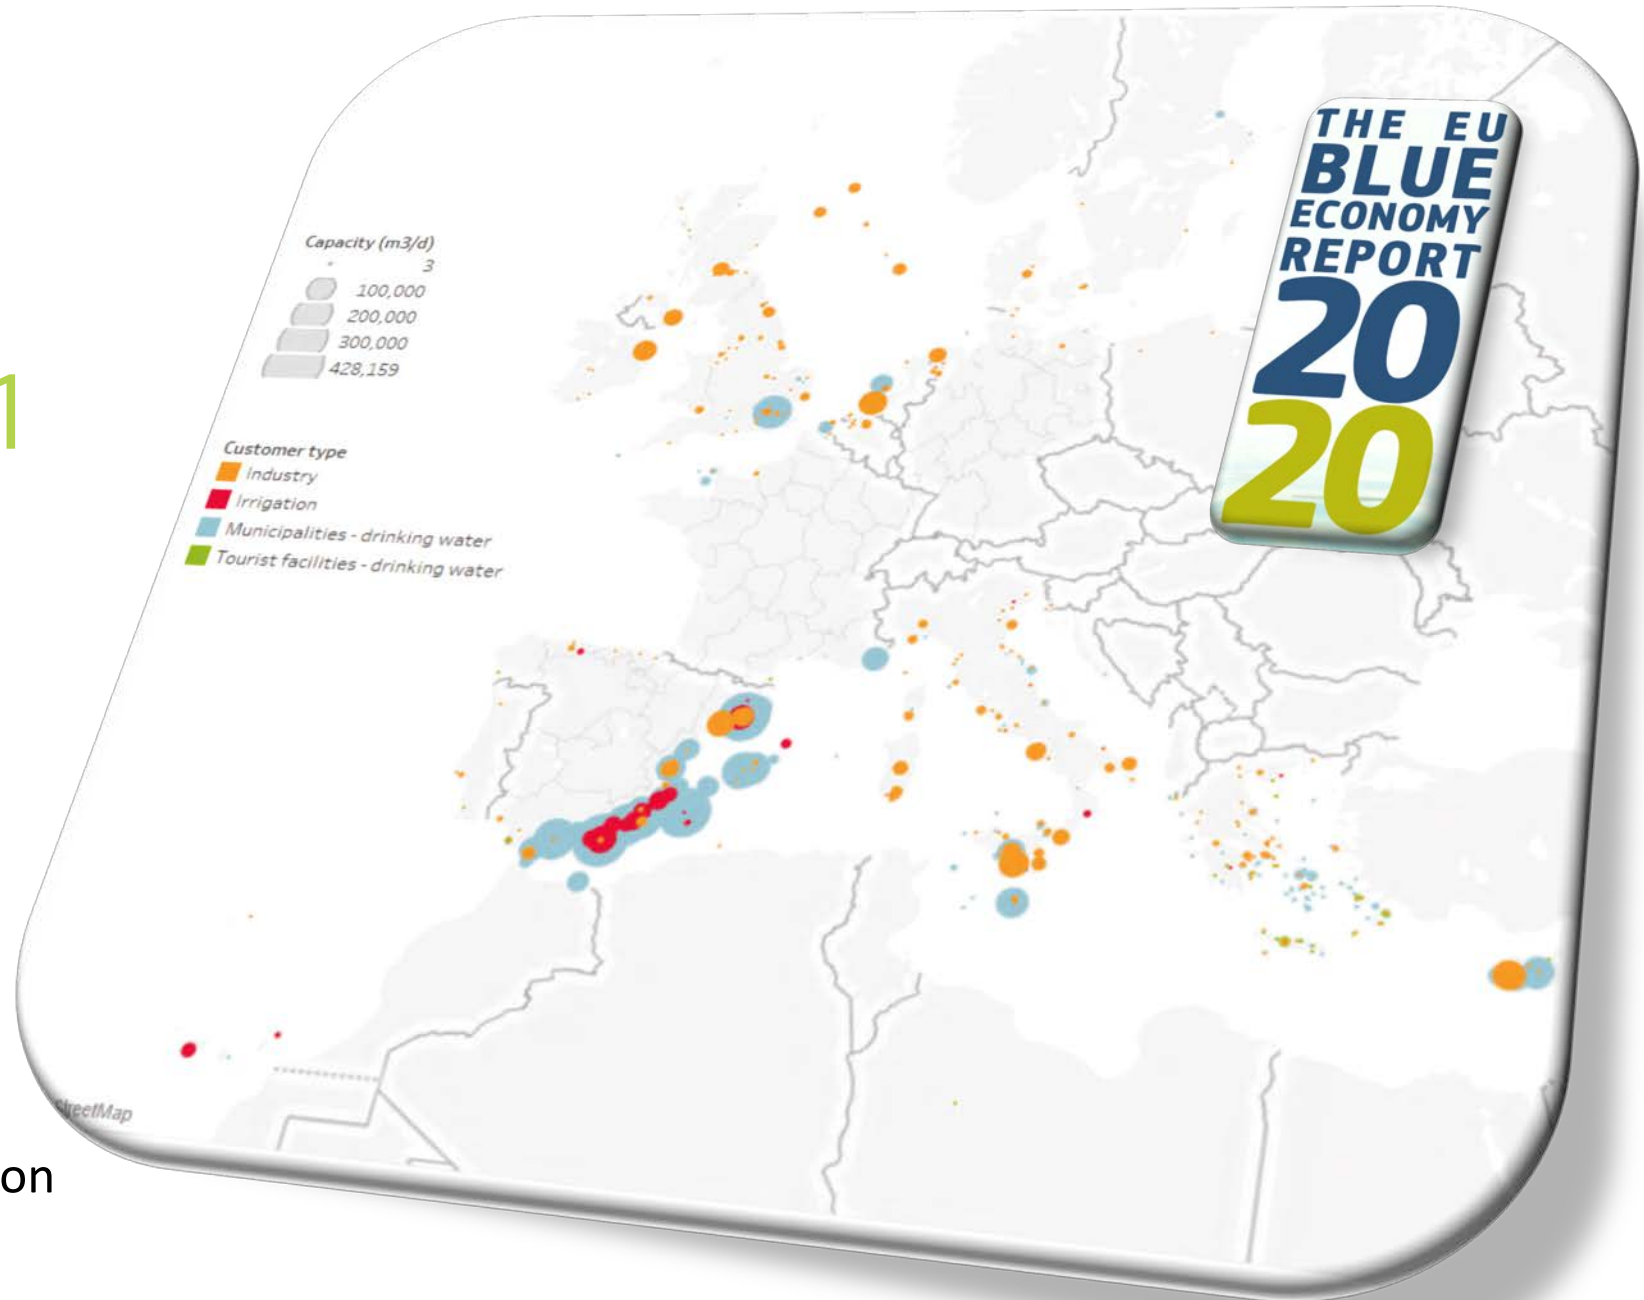 THE EU
BLUE
ECONOMY
REPORT
20
20
Capacity (m3/d)
3
100,000
200,000
300,000
428,159
1
Customer type
Industry
Irrigation
Municipalities - drinking water
Tourist facilities - drinking water
on